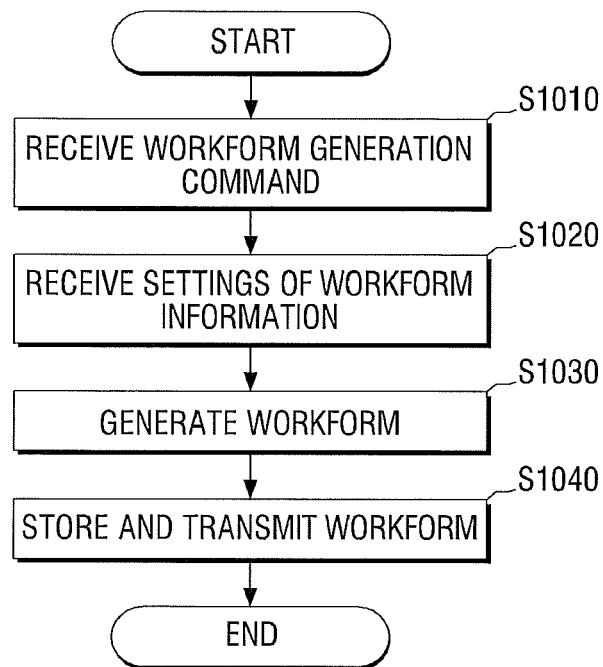 START
S1010
RECEIVE WORKFORM GENERATION
COMMAND
S1020
RECEIVE SETTINGS OF WORKFORM
INFORMATION
S1030
GENERATE WORKFORM
S1040
STORE AND TRANSMIT WORKFORM
END